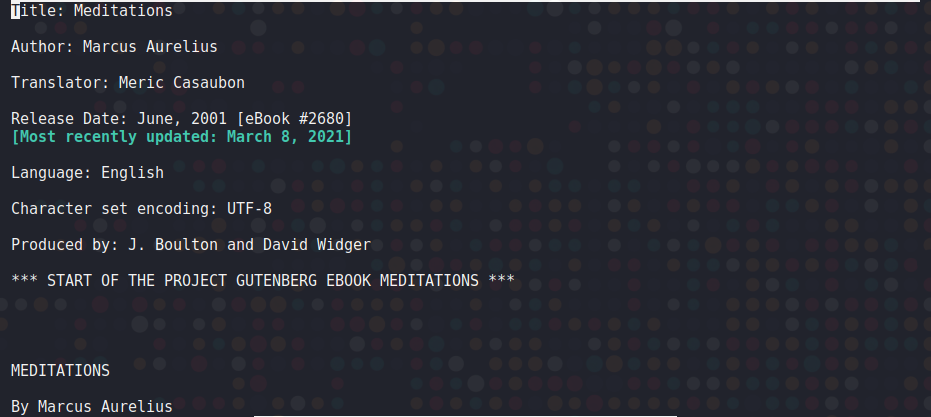 Title: Meditations
Author: Marcus Aurelius
Translator: Meric Casaubon
Release Date: June, 2001 [eBook #2680]
[Most recently updated: March 8, 2021]
Language: English
Character set encoding: UTF-8
Produced by: J. Boulton and David Widger
*** START OF THE PROJECT GUTENBERG EBOOK MEDITATIONS ***
MEDITATIONS
By Marcus Aurelius